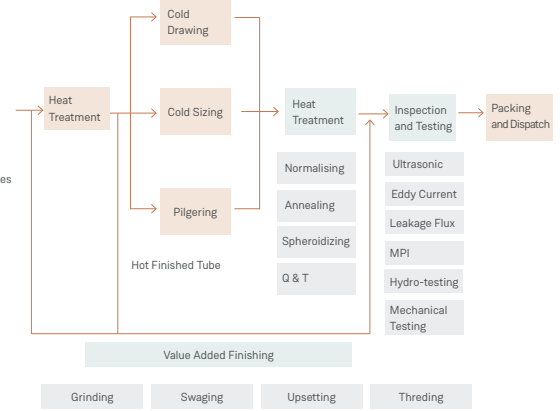 Cold
Drawing
Heat
Treatment
Cold Sizing
Heat
Treatment
Inspection
and Testing
Packing
and Dispatch
es
Pilgering
Hot Finished Tube
Normalising
Annealing
Spheroidizing
Q & T
Ultrasonic
Eddy Current
Leakage Flux
MPI
Hydro-testing
Mechanical
Testing
Value Added Finishing
Grinding
Swaging
Upsetting
Threding